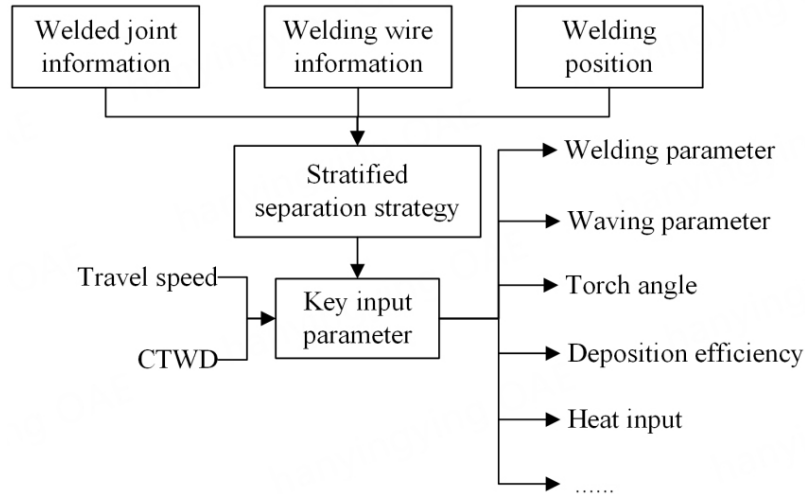 Welded joint
information
Welding wire
information
Welding
position
Stratified
separation strategy
Travel speed
CTWD
Key input
parameter
Welding parameter
Waving parameter
Torch angle
Deposition efficiency
Heat input
......